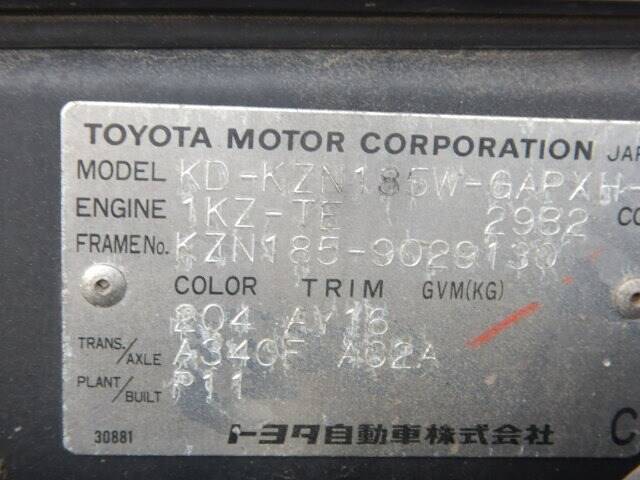 TOYOTA MOTOR CORPORATION JAP
MODEL KD-KZN185W-GAPXH-
ENGINE 1KZ-TE 2982 CC
FRAME No. KZN185-9029130
COLOR TRIM GVM(KG)
204 AV18
TRANS./AXLE A340F A02A
PLANT/BUILT P11
30881 トヨタ自動車株式会社 C